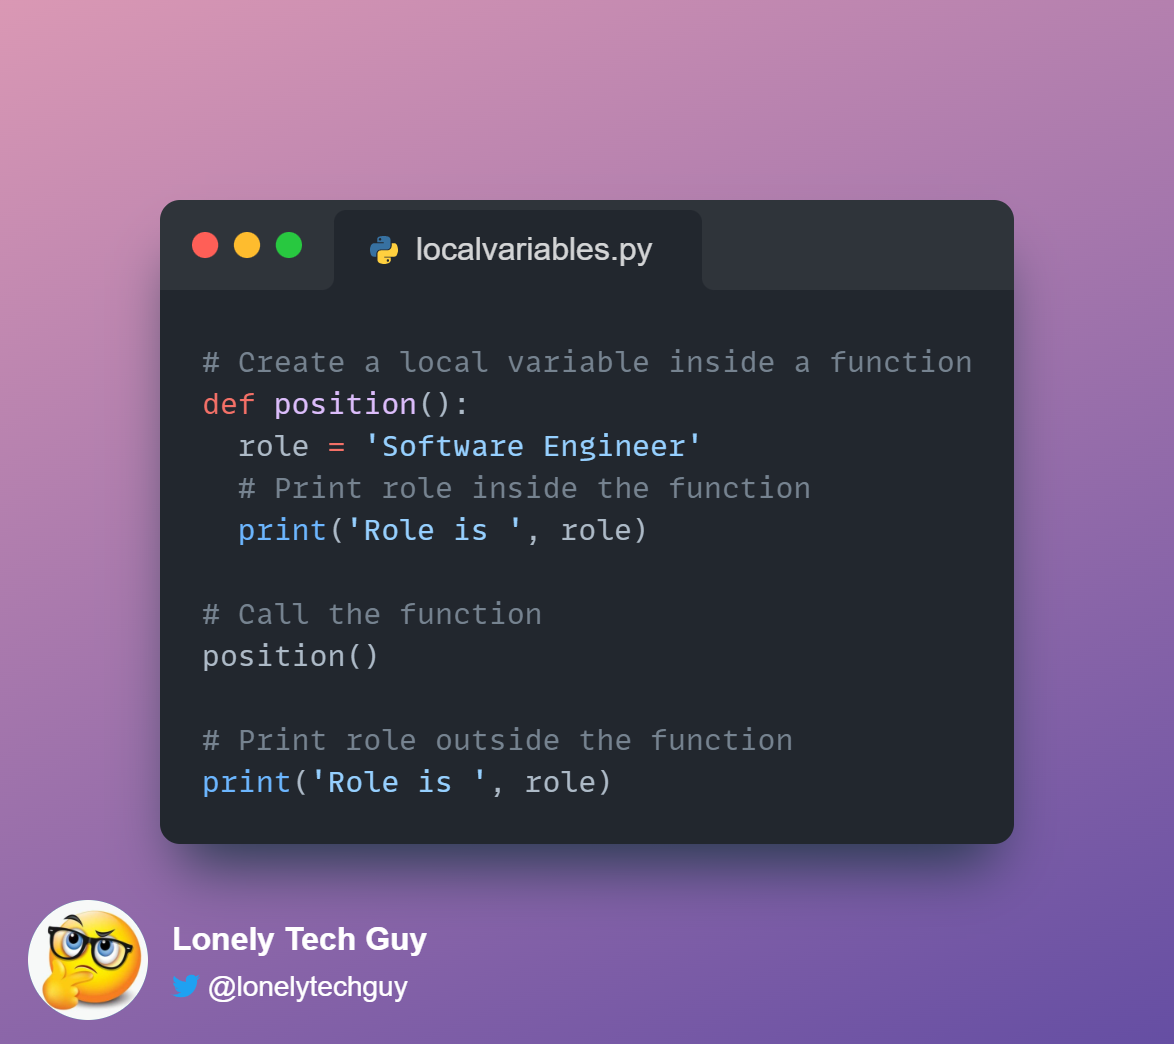 localvariables.py
# Create a local variable inside a function
def position():
  role = 'Software Engineer'
  # Print role inside the function
  print('Role is ', role)
# Call the function
position()
# Print role outside the function
print('Role is ', role)
Lonely Tech Guy
@lonelytechguy